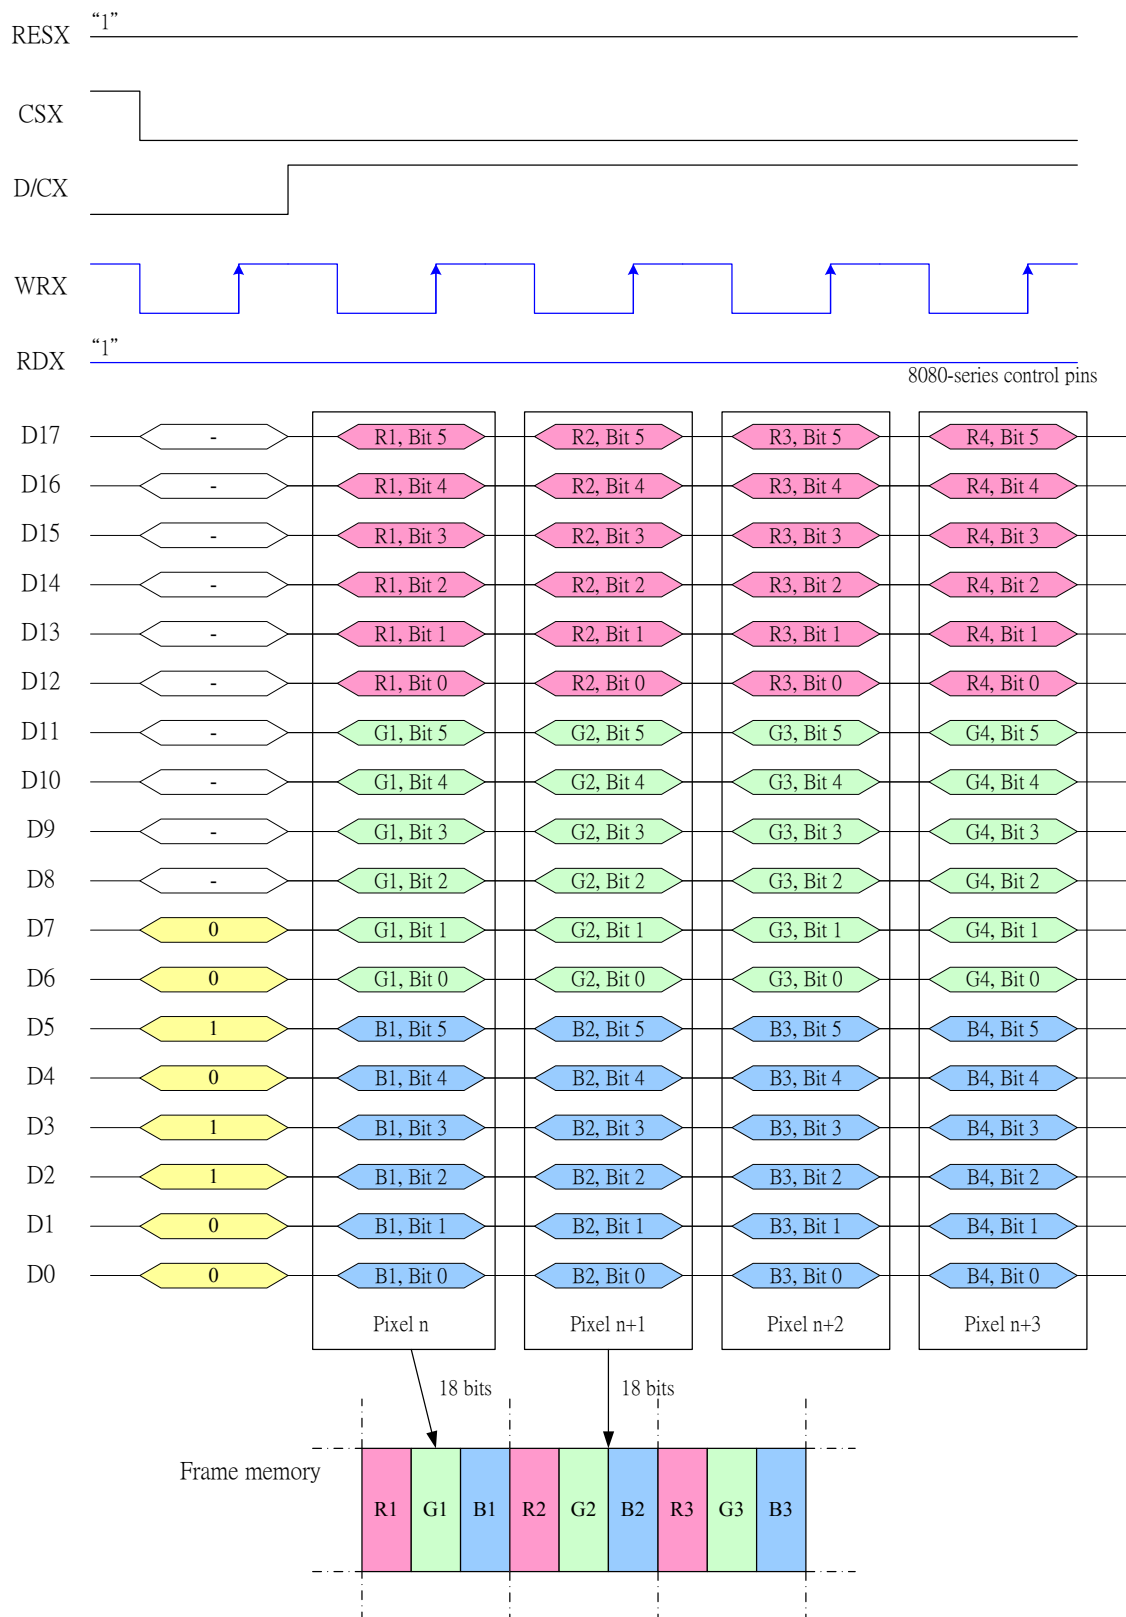 RESX “1”
CSX
D/CX
WRX
RDX “1”
8080-series control pins
D17 - R1, Bit 5 R2, Bit 5 R3, Bit 5 R4, Bit 5
D16 - R1, Bit 4 R2, Bit 4 R3, Bit 4 R4, Bit 4
D15 - R1, Bit 3 R2, Bit 3 R3, Bit 3 R4, Bit 3
D14 - R1, Bit 2 R2, Bit 2 R3, Bit 2 R4, Bit 2
D13 - R1, Bit 1 R2, Bit 1 R3, Bit 1 R4, Bit 1
D12 - R1, Bit 0 R2, Bit 0 R3, Bit 0 R4, Bit 0
D11 - G1, Bit 5 G2, Bit 5 G3, Bit 5 G4, Bit 5
D10 - G1, Bit 4 G2, Bit 4 G3, Bit 4 G4, Bit 4
D9 - G1, Bit 3 G2, Bit 3 G3, Bit 3 G4, Bit 3
D8 - G1, Bit 2 G2, Bit 2 G3, Bit 2 G4, Bit 2
D7 0 G1, Bit 1 G2, Bit 1 G3, Bit 1 G4, Bit 1
D6 0 G1, Bit 0 G2, Bit 0 G3, Bit 0 G4, Bit 0
D5 1 B1, Bit 5 B2, Bit 5 B3, Bit 5 B4, Bit 5
D4 0 B1, Bit 4 B2, Bit 4 B3, Bit 4 B4, Bit 4
D3 1 B1, Bit 3 B2, Bit 3 B3, Bit 3 B4, Bit 3
D2 1 B1, Bit 2 B2, Bit 2 B3, Bit 2 B4, Bit 2
D1 0 B1, Bit 1 B2, Bit 1 B3, Bit 1 B4, Bit 1
D0 0 B1, Bit 0 B2, Bit 0 B3, Bit 0 B4, Bit 0
Pixel n Pixel n+1 Pixel n+2 Pixel n+3
18 bits 18 bits
Frame memory
R1 G1 B1 R2 G2 B2 R3 G3 B3